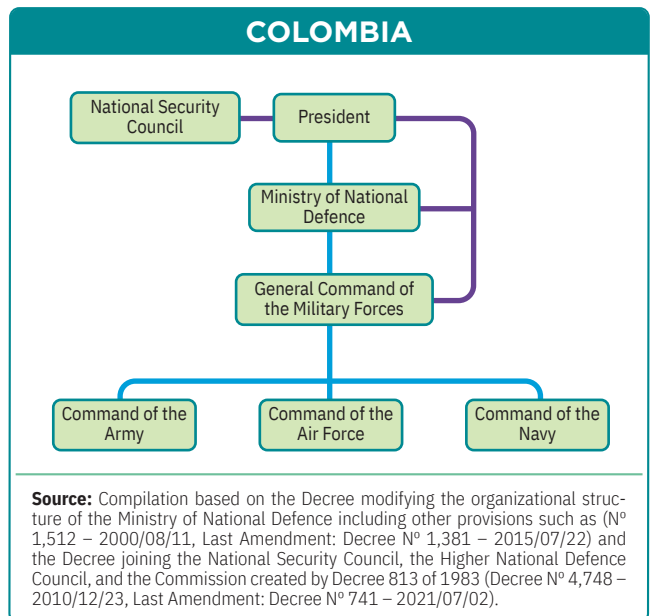 COLOMBIA
National Security
Council
President
Ministry of National
Defence
General Command of
the Military Forces
Command of the
Army
Command of the
Air Force
Command of the
Navy
Source: Compilation based on the Decree modifying the organizational struc-
ture of the Ministry of National Defence including other provisions such as (Nº
1,512 – 2000/08/11, Last Amendment: Decree Nº 1,381 – 2015/07/22) and
the Decree joining the National Security Council, the Higher National Defence
Council, and the Commission created by Decree 813 of 1983 (Decree Nº 4,748 –
2010/12/23, Last Amendment: Decree Nº 741 – 2021/07/02).